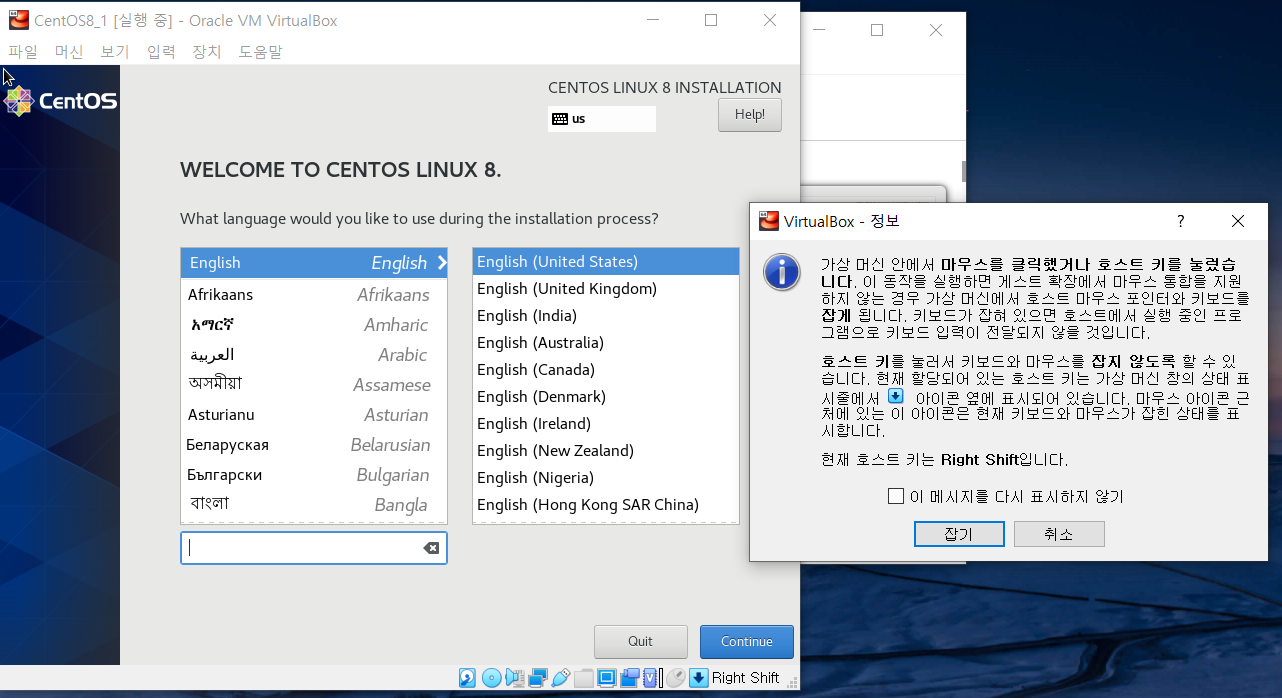 CentOS8_1 [실행 중] - Oracle VM VirtualBox
파일 머신 보기 입력 장치 도움말
CentOS
CENTOS LINUX 8 INSTALLATION
us
Help!
WELCOME TO CENTOS LINUX 8.
What language would you like to use during the installation process?
English English
Afrikaans Afrikaans
አማርኛ Amharic
العربية Arabic
অসমীয়া Assamese
Asturianu Asturian
Беларуская Belarusian
Български Bulgarian
বাংলা Bangla
English (United States)
English (United Kingdom)
English (India)
English (Australia)
English (Canada)
English (Denmark)
English (Ireland)
English (New Zealand)
English (Nigeria)
English (Hong Kong SAR China)
Quit
Continue
Right Shift
VirtualBox - 정보
?
가상 머신 안에서 마우스를 클릭했거나 호스트 키를 눌렀습
니다. 이 동작을 실행하면 게스트 확장에서 마우스 통합을 지원
하지 않는 경우 가상 머신에서 호스트 마우스 포인터와 키보드를
잡게 됩니다. 키보드가 잡혀 있으면 호스트에서 실행 중인 프로
그램으로 키보드 입력이 전달되지 않을 것입니다.
호스트 키를 눌러서 키보드와 마우스를 잡지 않도록 할 수 있
습니다. 현재 할당되어 있는 호스트 키는 가상 머신 창의 상태 표
시줄에서 아이콘 옆에 표시되어 있습니다. 마우스 아이콘 근
처에 있는 이 아이콘은 현재 키보드와 마우스가 잡힌 상태를 표
시합니다.
현재 호스트 키는 Right Shift입니다.
이 메시지를 다시 표시하지 않기
잡기
취소